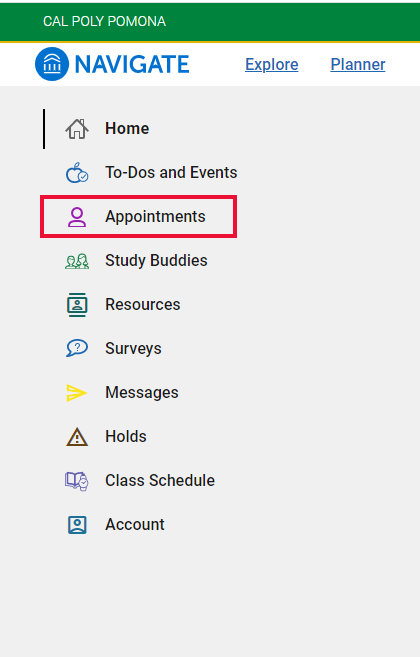 CAL POLY POMONA
NAVIGATE Explore Planner
Home
To-Dos and Events
Appointments
Study Buddies
Resources
?
Surveys
Messages
Holds
Class Schedule
Account